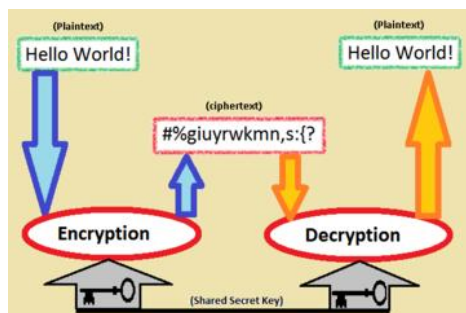 (Plaintext)
Hello World!
(Plaintext)
Hello World!
(ciphertext)
#%giuyrwkmn,s:{?
Encryption
Decryption
(Shared Secret Key)